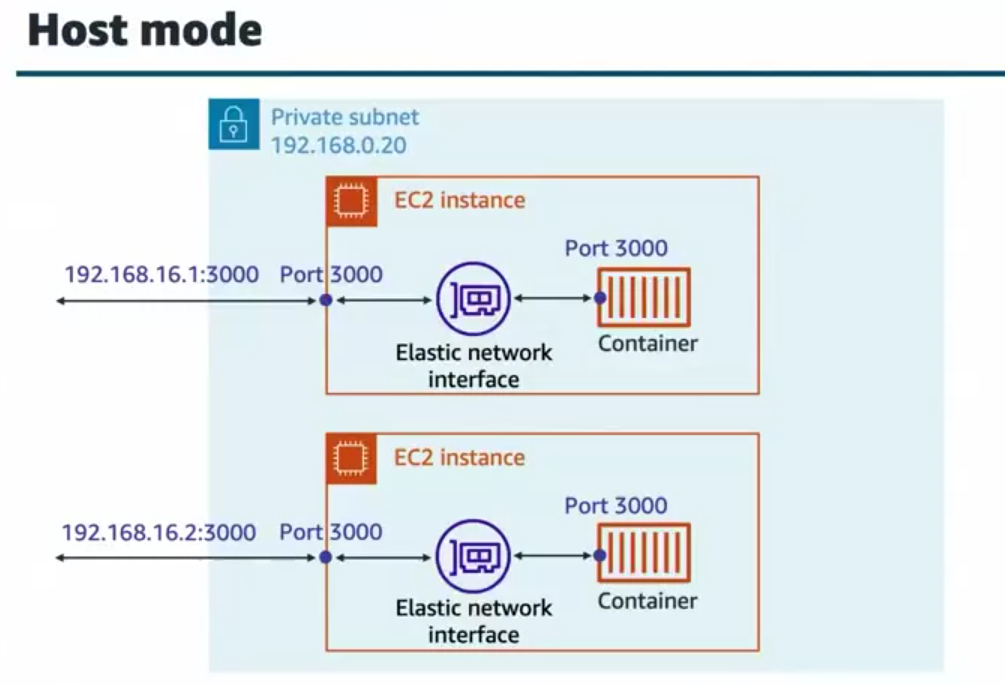 Host mode
Private subnet
192.168.0.20
EC2 instance
Port 3000
192.168.16.1:3000 Port 3000
Container
Elastic network
interface
EC2 instance
Port 3000
192.168.16.2:3000 Port 3000
Container
Elastic network
interface